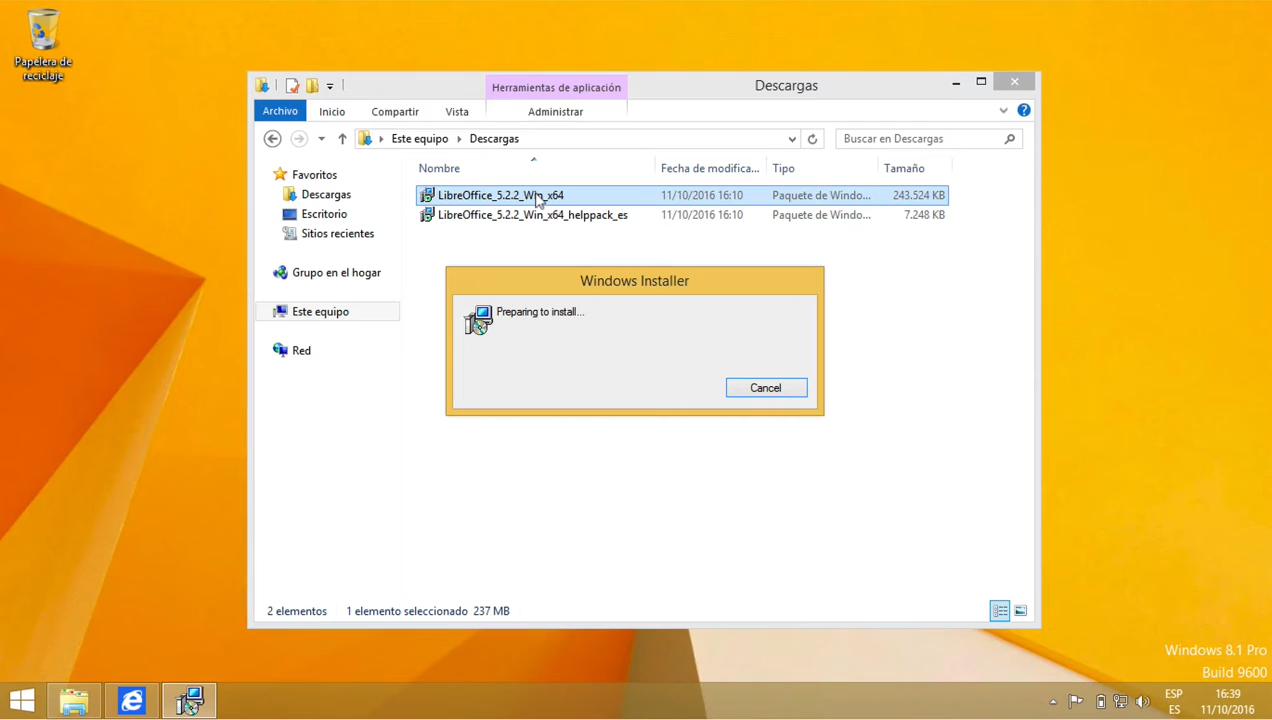 Papelera de
reciclaje
Herramientas de aplicación
Descargas
Archivo
Inicio
Compartir
Vista
Administrar
Este equipo
Descargas
Buscar en Descargas
Nombre
Fecha de modifica...
Tipo
Tamaño
Favoritos
Descargas
Escritorio
Sitios recientes
Grupo en el hogar
Este equipo
Red
LibreOffice_5.2.2_Win_x64
11/10/2016 16:10
Paquete de Windo...
243.524 KB
LibreOffice_5.2.2_Win_x64_helppack_es
11/10/2016 16:10
Paquete de Windo...
7.248 KB
Windows Installer
Preparing to install...
Cancel
2 elementos
1 elemento seleccionado 237 MB
Windows 8.1 Pro
Build 9600
ESP
ES
16:39
11/10/2016